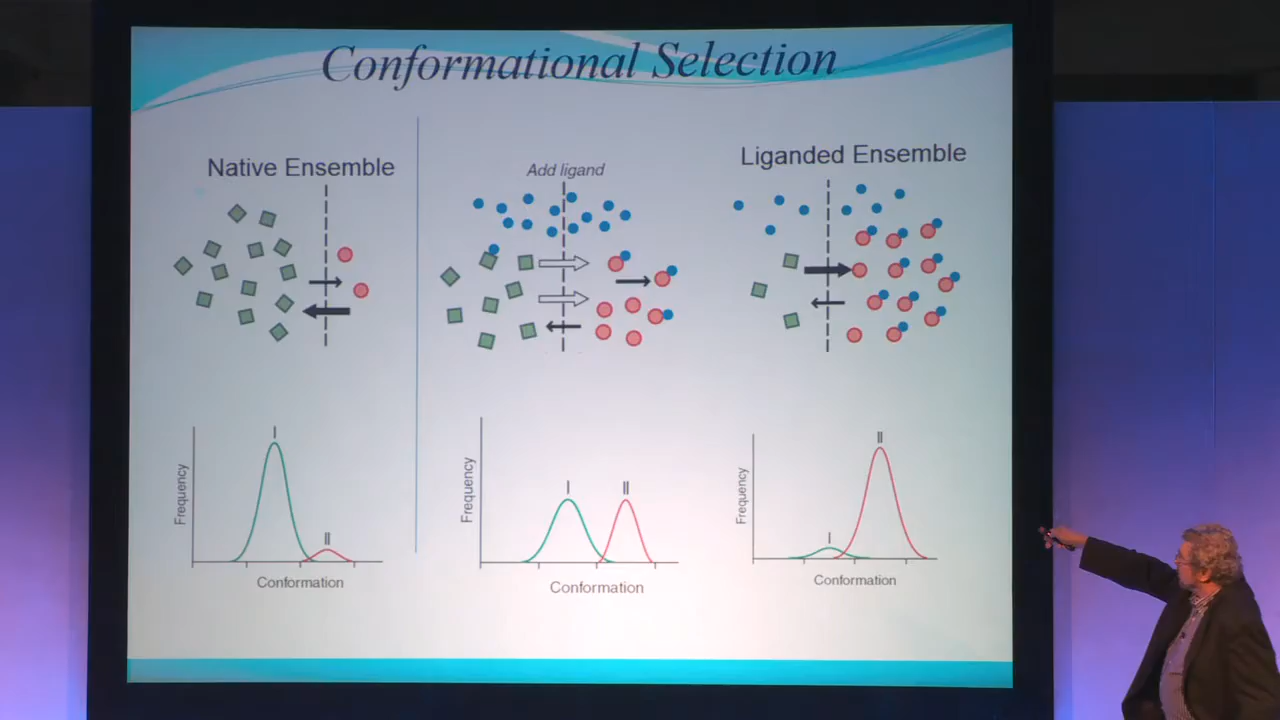 Conformational Selection
Native Ensemble
Add ligand
Liganded Ensemble
I
II
Frequency
Conformation
I
II
Frequency
Conformation
I
II
Frequency
Conformation